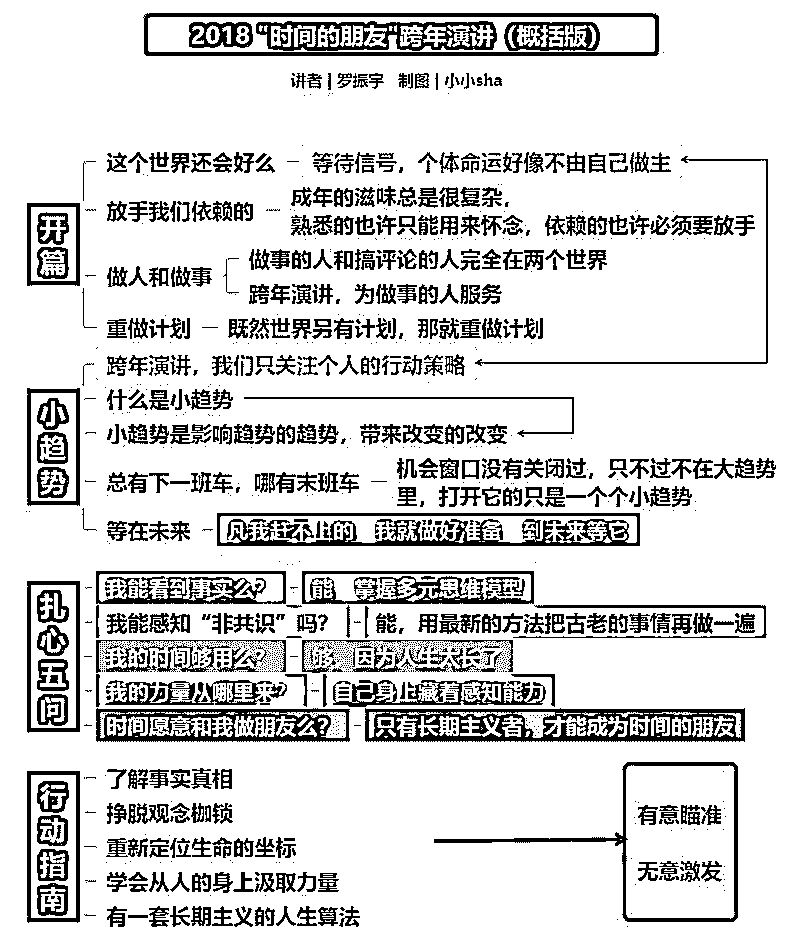 2018 “时间的朋友”跨年演讲（概括版）
讲者 | 罗振宇 制图 | 小小sha
开篇
这个世界还会好么
等待信号，个体命运好像不由自己做主
放手我们依赖的
成年的滋味总是很复杂，
熟悉的也许只能用来怀念，依赖的也许必须要放手
做人和做事
做事的人和搞评论的人完全在两个世界
跨年演讲，为做事的人服务
重做计划
既然世界另有计划，那就重做计划
小趋势
跨年演讲，我们只关注个人的行动策略
什么是小趋势
小趋势是影响趋势的趋势，带来改变的改变
总有下一班车，哪有末班车
机会窗口没有关闭过，只不过不在大趋势
里，打开它的只是一个个小趋势
等在未来
凡我赶不上的 我就做好准备 到未来等它
扎心五问
我能看到事实么？
能 掌握多元思维模型
我能感知“非共识”吗？
能，用最新的方法把古老的事情再做一遍
我的时间够用么？
够 因为人生太长了
我的力量从哪里来？
自己身上藏着感知能力
时间愿意和我做朋友么？
只有长期主义者，才能成为时间的朋友
行动指南
了解事实真相
挣脱观念枷锁
重新定位生命的坐标
学会从人的身上汲取力量
有一套长期主义的人生算法
有意瞄准
无意激发